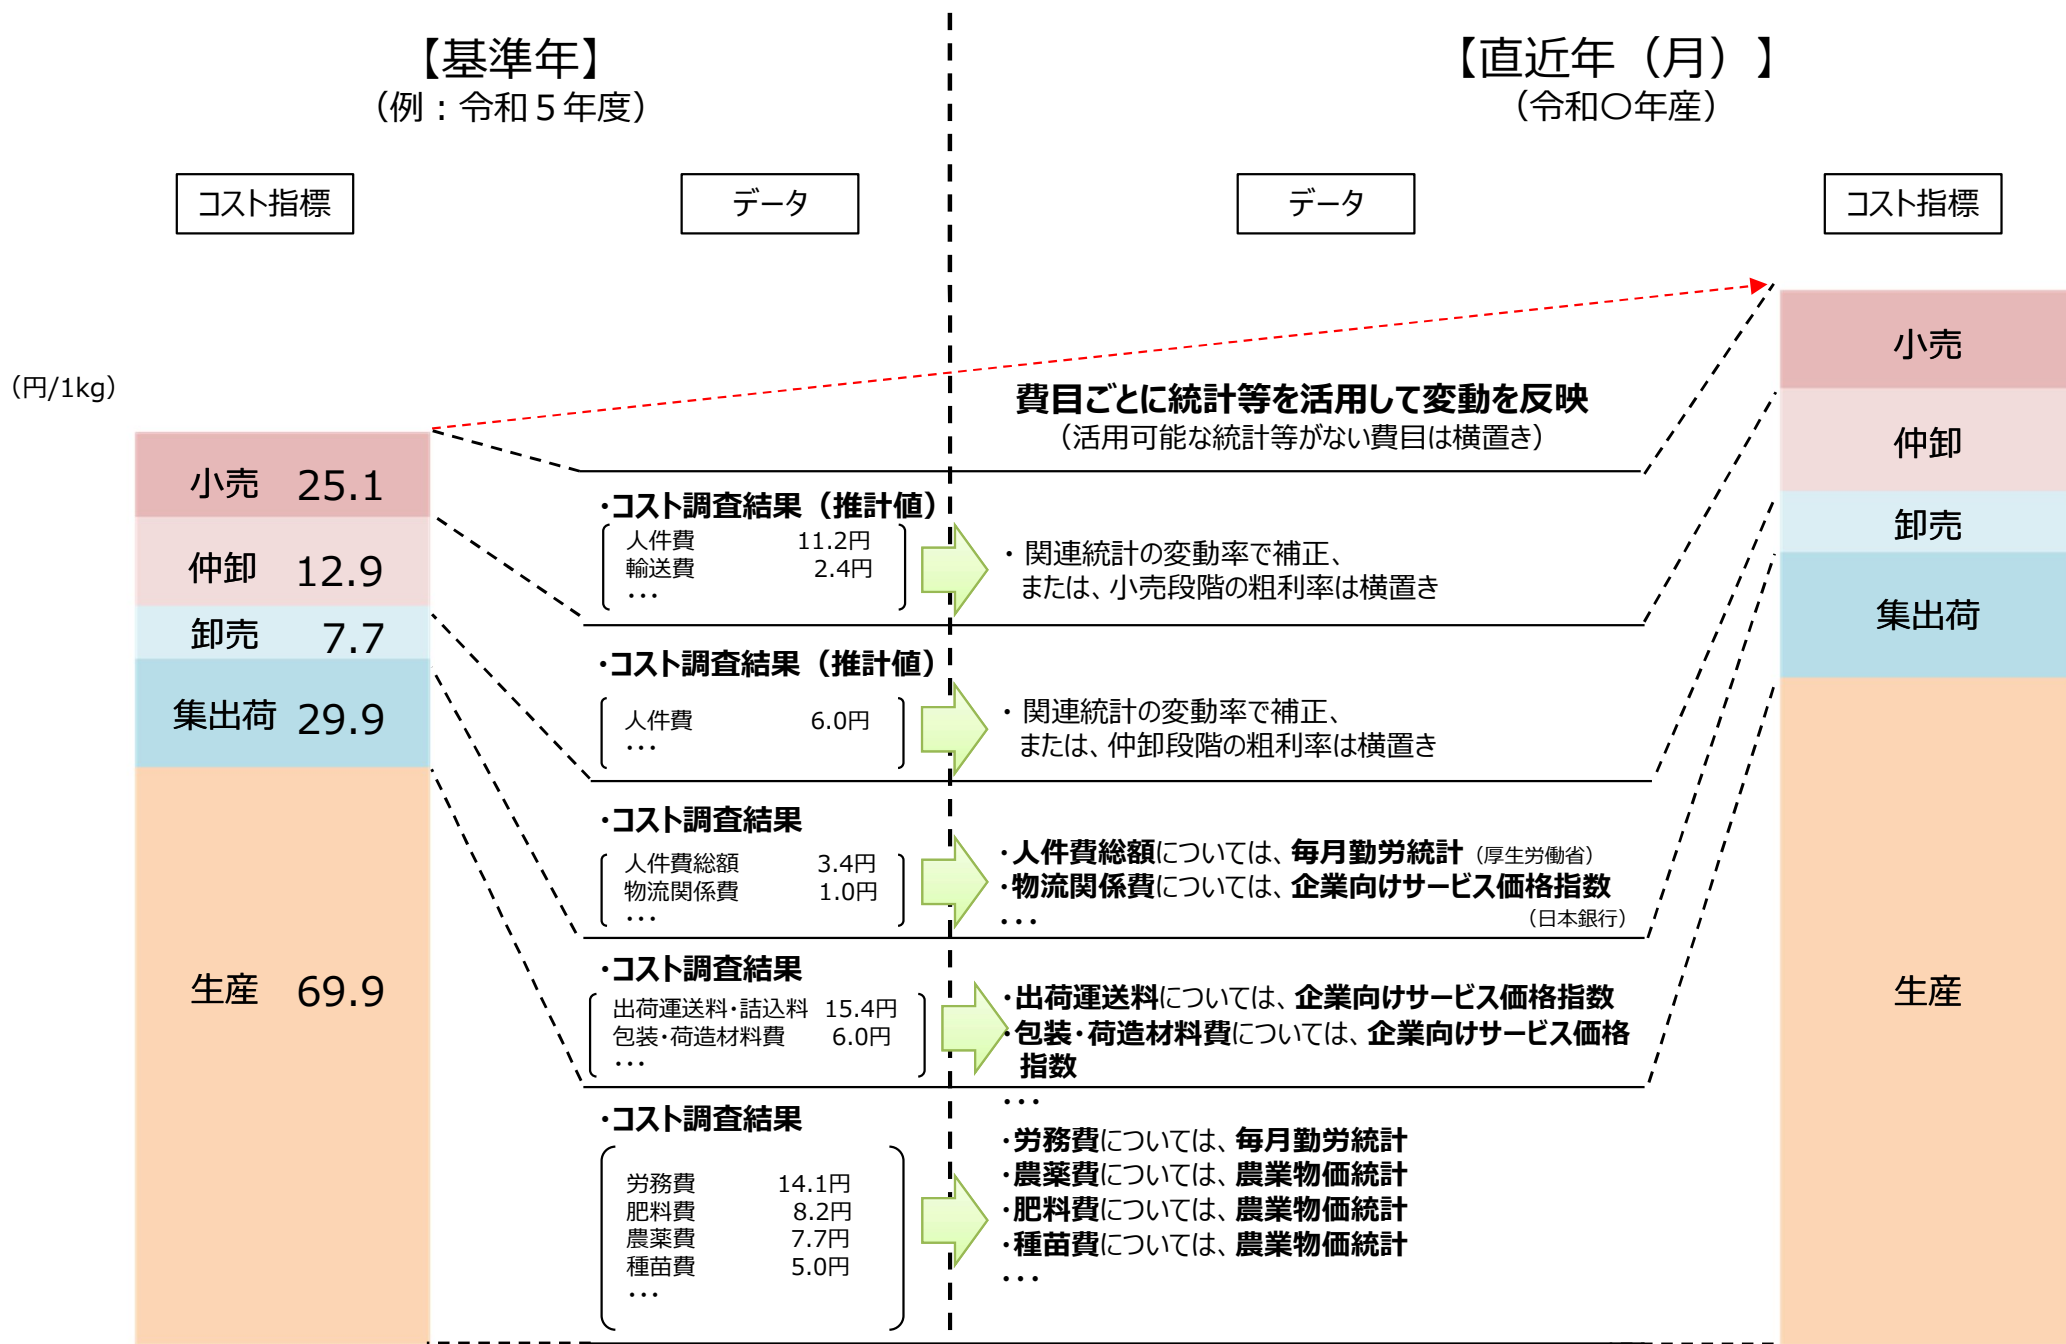 【基準年】
（例：令和５年度）
【直近年（月）】
（令和〇年産）
コスト指標
データ
データ
コスト指標
（円/1kg）
費目ごとに統計等を活用して変動を反映
（活用可能な統計等がない費目は横置き）
小売 25.1
仲卸 12.9
卸売 7.7
集出荷 29.9
生産 69.9
・コスト調査結果（推計値）
人件費 11.2円
輸送費 2.4円
・・・
・関連統計の変動率で補正、
または、小売段階の粗利率は横置き
・コスト調査結果（推計値）
人件費 6.0円
・・・
・関連統計の変動率で補正、
または、仲卸段階の粗利率は横置き
・コスト調査結果
人件費総額 3.4円
物流関係費 1.0円
・・・
・人件費総額については、毎月勤労統計（厚生労働省）
・物流関係費については、企業向けサービス価格指数
（日本銀行）
・・・
・コスト調査結果
出荷運送料・詰込料 15.4円
包装・荷造材料費 6.0円
・・・
・出荷運送料については、企業向けサービス価格指数
・包装・荷造材料費については、企業向けサービス価格
指数
・・・
・コスト調査結果
労務費 14.1円
肥料費 8.2円
農薬費 7.7円
種苗費 5.0円
・・・
・労務費については、毎月勤労統計
・農薬費については、農業物価統計
・肥料費については、農業物価統計
・種苗費については、農業物価統計
・・・
小売
仲卸
卸売
集出荷
生産